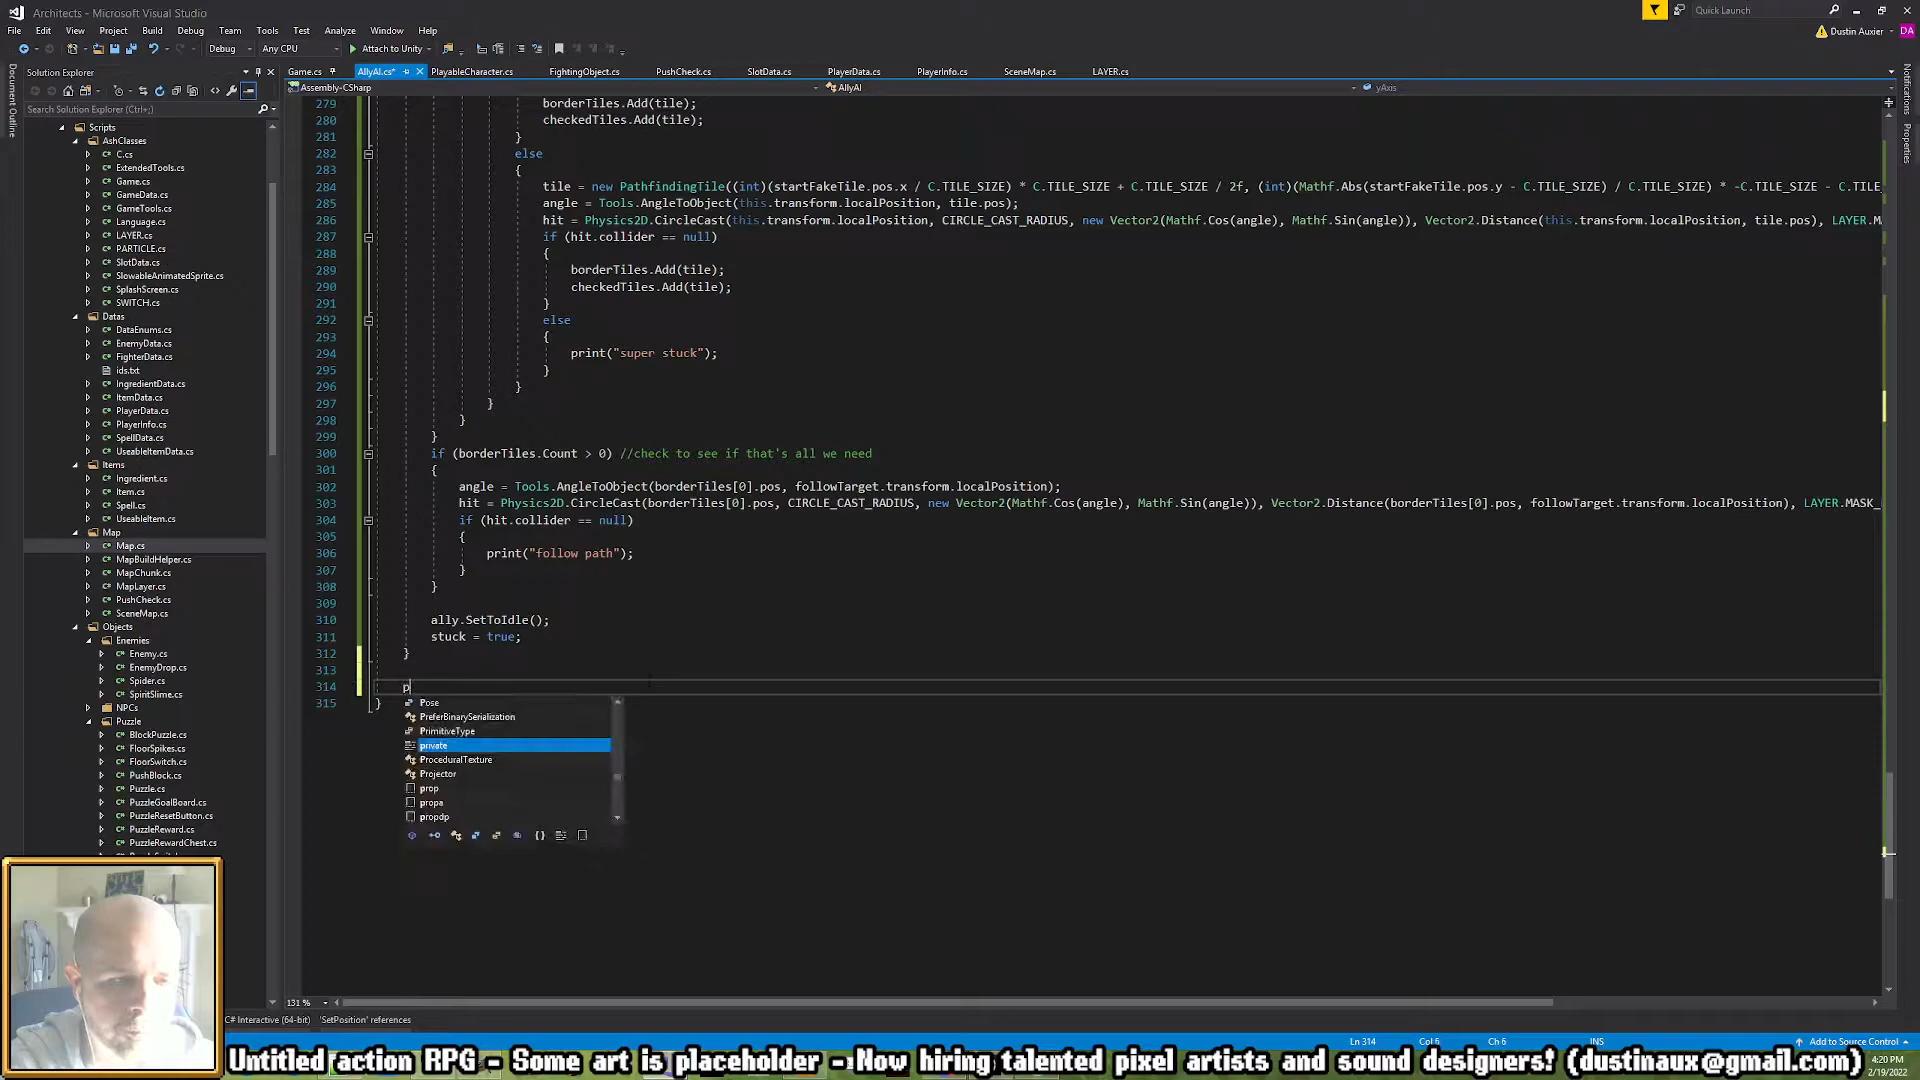 Architects - Microsoft Visual Studio
Quick Launch
File Edit View Project Build Debug Team Tools Test Analyze Window Help
Dustin Auxier DA
Debug Any CPU Attach to Unity
Document Outline
Notifications
Properties
Solution Explorer
Search Solution Explorer (Ctrl+;)
Scripts
AshClasses
C.cs
ExtendedTools.cs
Game.cs
GameData.cs
GameTools.cs
Language.cs
LAYER.cs
PARTICLE.cs
SlotData.cs
SlowableAnimatedSprite.cs
SplashScreen.cs
SWITCH.cs
Datas
DataEnums.cs
EnemyData.cs
FighterData.cs
ids.txt
IngredientData.cs
ItemData.cs
PlayerData.cs
PlayerInfo.cs
SpellData.cs
UseableItemData.cs
Items
Ingredient.cs
Item.cs
Spell.cs
UseableItem.cs
Map
Map.cs
MapBuildHelper.cs
MapChunk.cs
MapLayer.cs
PushCheck.cs
SceneMap.cs
Objects
Enemies
Enemy.cs
EnemyDrop.cs
Spider.cs
SpiritSlime.cs
NPCs
Puzzle
BlockPuzzle.cs
FloorSpikes.cs
FloorSwitch.cs
PushBlock.cs
Puzzle.cs
PuzzleGoalBoard.cs
PuzzleResetButton.cs
PuzzleReward.cs
PuzzleRewardChest.cs
Game.cs AllyAI.cs* PlayableCharacter.cs FightingObject.cs PushCheck.cs SlotData.cs PlayerData.cs PlayerInfo.cs SceneMap.cs LAYER.cs
Assembly-CSharp AllyAI yAxis
279 borderTiles.Add(tile);
280 checkedTiles.Add(tile);
281 }
282 else
283 {
284 tile = new PathfindingTile((int)(startFakeTile.pos.x / C.TILE_SIZE) * C.TILE_SIZE + C.TILE_SIZE / 2f, (int)(Mathf.Abs(startFakeTile.pos.y - C.TILE_SIZE) / C.TILE_SIZE) * -C.TILE_SIZE - C.TILE_
285 angle = Tools.AngleToObject(this.transform.localPosition, tile.pos);
286 hit = Physics2D.CircleCast(this.transform.localPosition, CIRCLE_CAST_RADIUS, new Vector2(Mathf.Cos(angle), Mathf.Sin(angle)), Vector2.Distance(this.transform.localPosition, tile.pos), LAYER.M
287 if (hit.collider == null)
288 {
289 borderTiles.Add(tile);
290 checkedTiles.Add(tile);
291 }
292 else
293 {
294 print("super stuck");
295 }
296 }
297 }
298 }
299 }
300 if (borderTiles.Count > 0) //check to see if that's all we need
301 {
302 angle = Tools.AngleToObject(borderTiles[0].pos, followTarget.transform.localPosition);
303 hit = Physics2D.CircleCast(borderTiles[0].pos, CIRCLE_CAST_RADIUS, new Vector2(Mathf.Cos(angle), Mathf.Sin(angle)), Vector2.Distance(borderTiles[0].pos, followTarget.transform.localPosition), LAYER.MASK_
304 if (hit.collider == null)
305 {
306 print("follow path");
307 }
308 }
309
310 ally.SetToIdle();
311 stuck = true;
312 }
313
314 p
315 }
Pose
PreferBinarySerialization
PrimitiveType
private
ProceduralTexture
Projector
prop
propa
propdp
131 %
C# Interactive (64-bit) 'SetPosition' references
Ln 314 Col 6 Ch 6 INS Add to Source Control
Untitled action RPG - Some art is placeholder - Now hiring talented pixel artists and sound designers! (dustinaux@gmail.com)
4:20 PM
2/19/2022